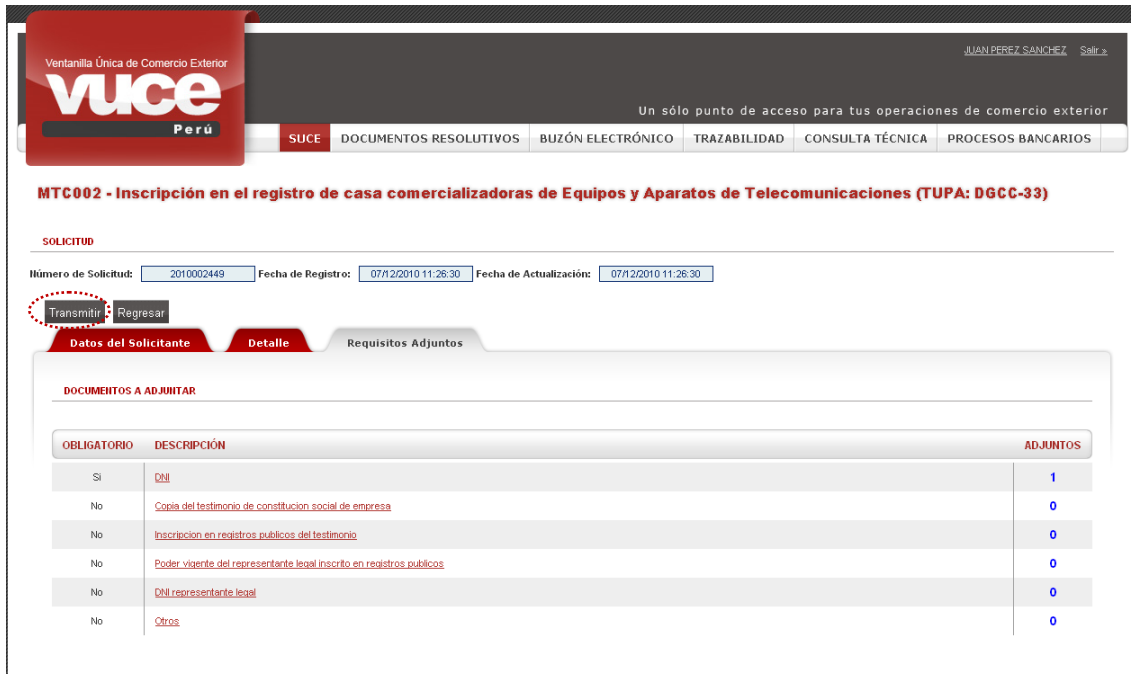 JUAN PEREZ SANCHEZ Salir »
Ventanilla Única de Comercio Exterior
vuce
Perú
Un sólo punto de acceso para tus operaciones de comercio exterior
SUCE DOCUMENTOS RESOLUTIVOS BUZÓN ELECTRÓNICO TRAZABILIDAD CONSULTA TÉCNICA PROCESOS BANCARIOS
MTC002 - Inscripción en el registro de casa comercializadoras de Equipos y Aparatos de Telecomunicaciones (TUPA: DGCC-33)
SOLICITUD
Número de Solicitud: 2010002449 Fecha de Registro: 07/12/2010 11:26:30 Fecha de Actualización: 07/12/2010 11:26:30
Transmitir Regresar
Datos del Solicitante Detalle Requisitos Adjuntos
DOCUMENTOS A ADJUNTAR
OBLIGATORIO DESCRIPCIÓN ADJUNTOS
Si DNI 1
No Copia del testimonio de constitucion social de empresa 0
No Inscripcion en registros publicos del testimonio 0
No Poder vigente del representante legal inscrito en registros publicos 0
No DNI representante legal 0
No Otros 0